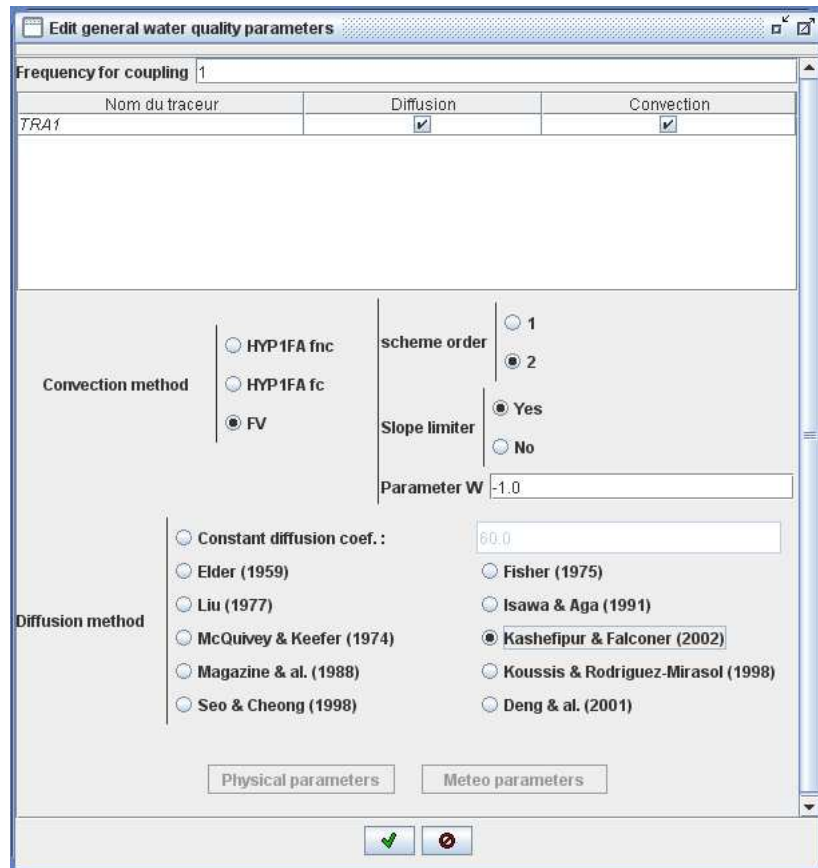 Edit general water quality parameters
Frequency for coupling 1
Nom du traceur Diffusion Convection
TRA1
Convection method
HYP1FA fnc
HYP1FA fc
FV
scheme order
1
2
Slope limiter
Yes
No
Parameter W -1.0
Diffusion method
Constant diffusion coef. : 60.0
Elder (1959) Fisher (1975)
Liu (1977) Isawa & Aga (1991)
McQuivey & Keefer (1974) Kashefipur & Falconer (2002)
Magazine & al. (1988) Koussis & Rodriguez-Mirasol (1998)
Seo & Cheong (1998) Deng & al. (2001)
Physical parameters Meteo parameters